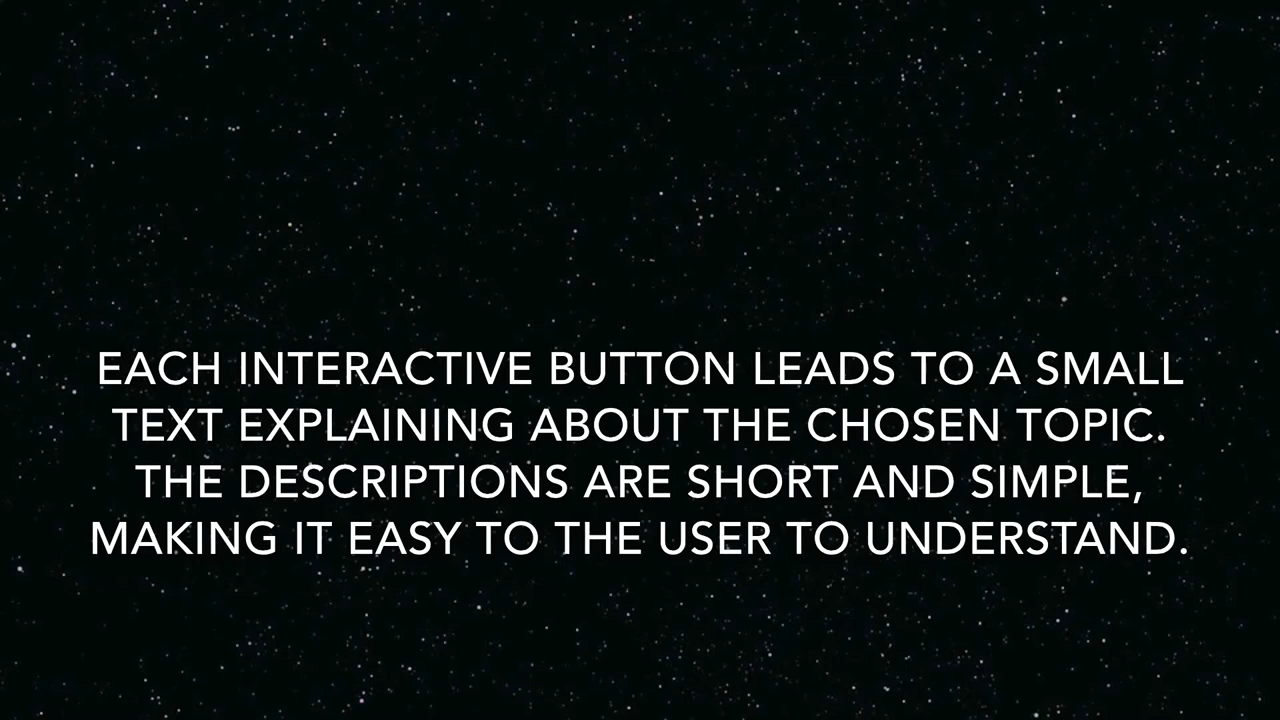 EACH INTERACTIVE BUTTON LEADS TO A SMALL
TEXT EXPLAINING ABOUT THE CHOSEN TOPIC.
THE DESCRIPTIONS ARE SHORT AND SIMPLE,
MAKING IT EASY TO THE USER TO UNDERSTAND.